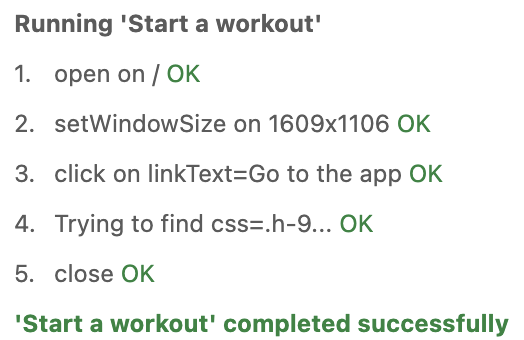 Running 'Start a workout'
1. open on / OK
2. setWindowSize on 1609x1106 OK
3. click on linkText=Go to the app OK
4. Trying to find css=.h-9... OK
5. close OK
'Start a workout' completed successfully